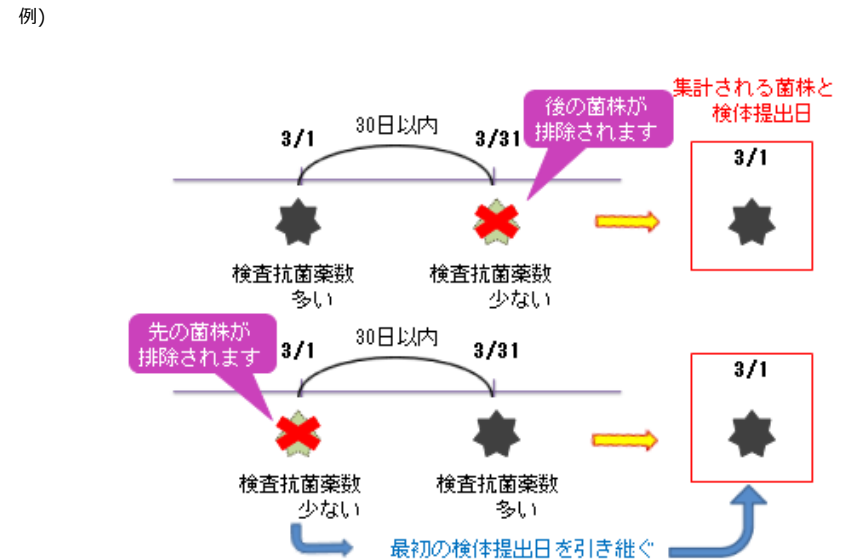 例)
集計される菌株と
検体提出日
後の菌株が
排除されます
30日以内
3/1
3/31
3/1
検査抗菌薬数
多い
検査抗菌薬数
少ない
先の菌株が
排除されます
30日以内
3/1
3/31
3/1
検査抗菌薬数
少ない
検査抗菌薬数
多い
最初の検体提出日を引き継ぐ